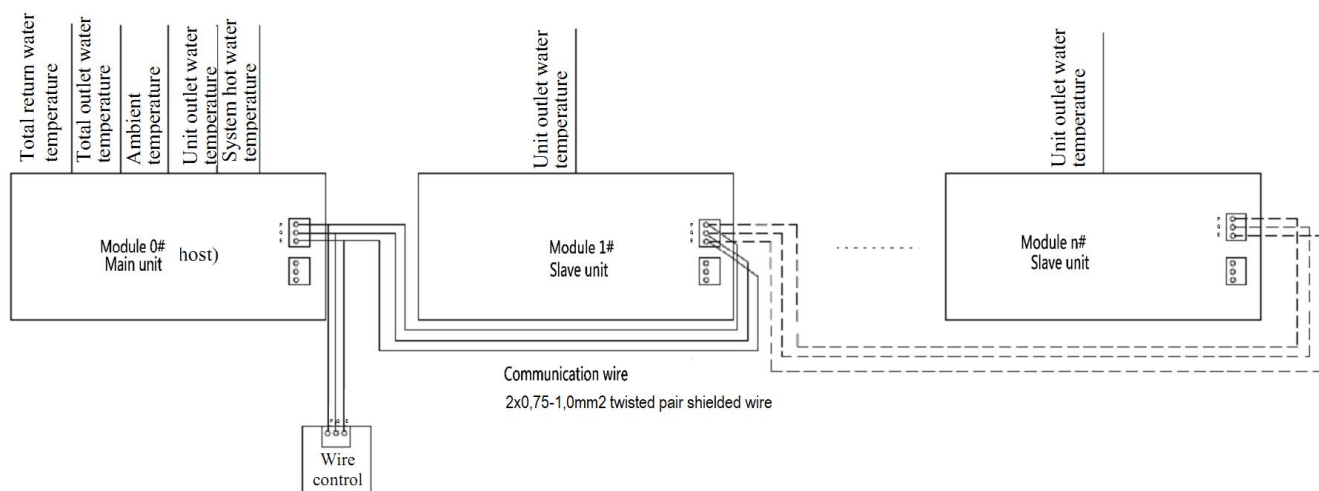 Total return water
temperature
Total outlet water
temperature
Ambient
temperature
Unit outlet water
temperature
System hot water
temperature
Unit outlet water
temperature
Unit outlet water
temperature
Module 0#
Main unit
host)
P
Q
E
Module 1#
Slave unit
P
Q
E
Module n#
Slave unit
P
Q
E
Communication wire
2x0,75-1,0mm2 twisted pair shielded wire
P Q E
Wire
control